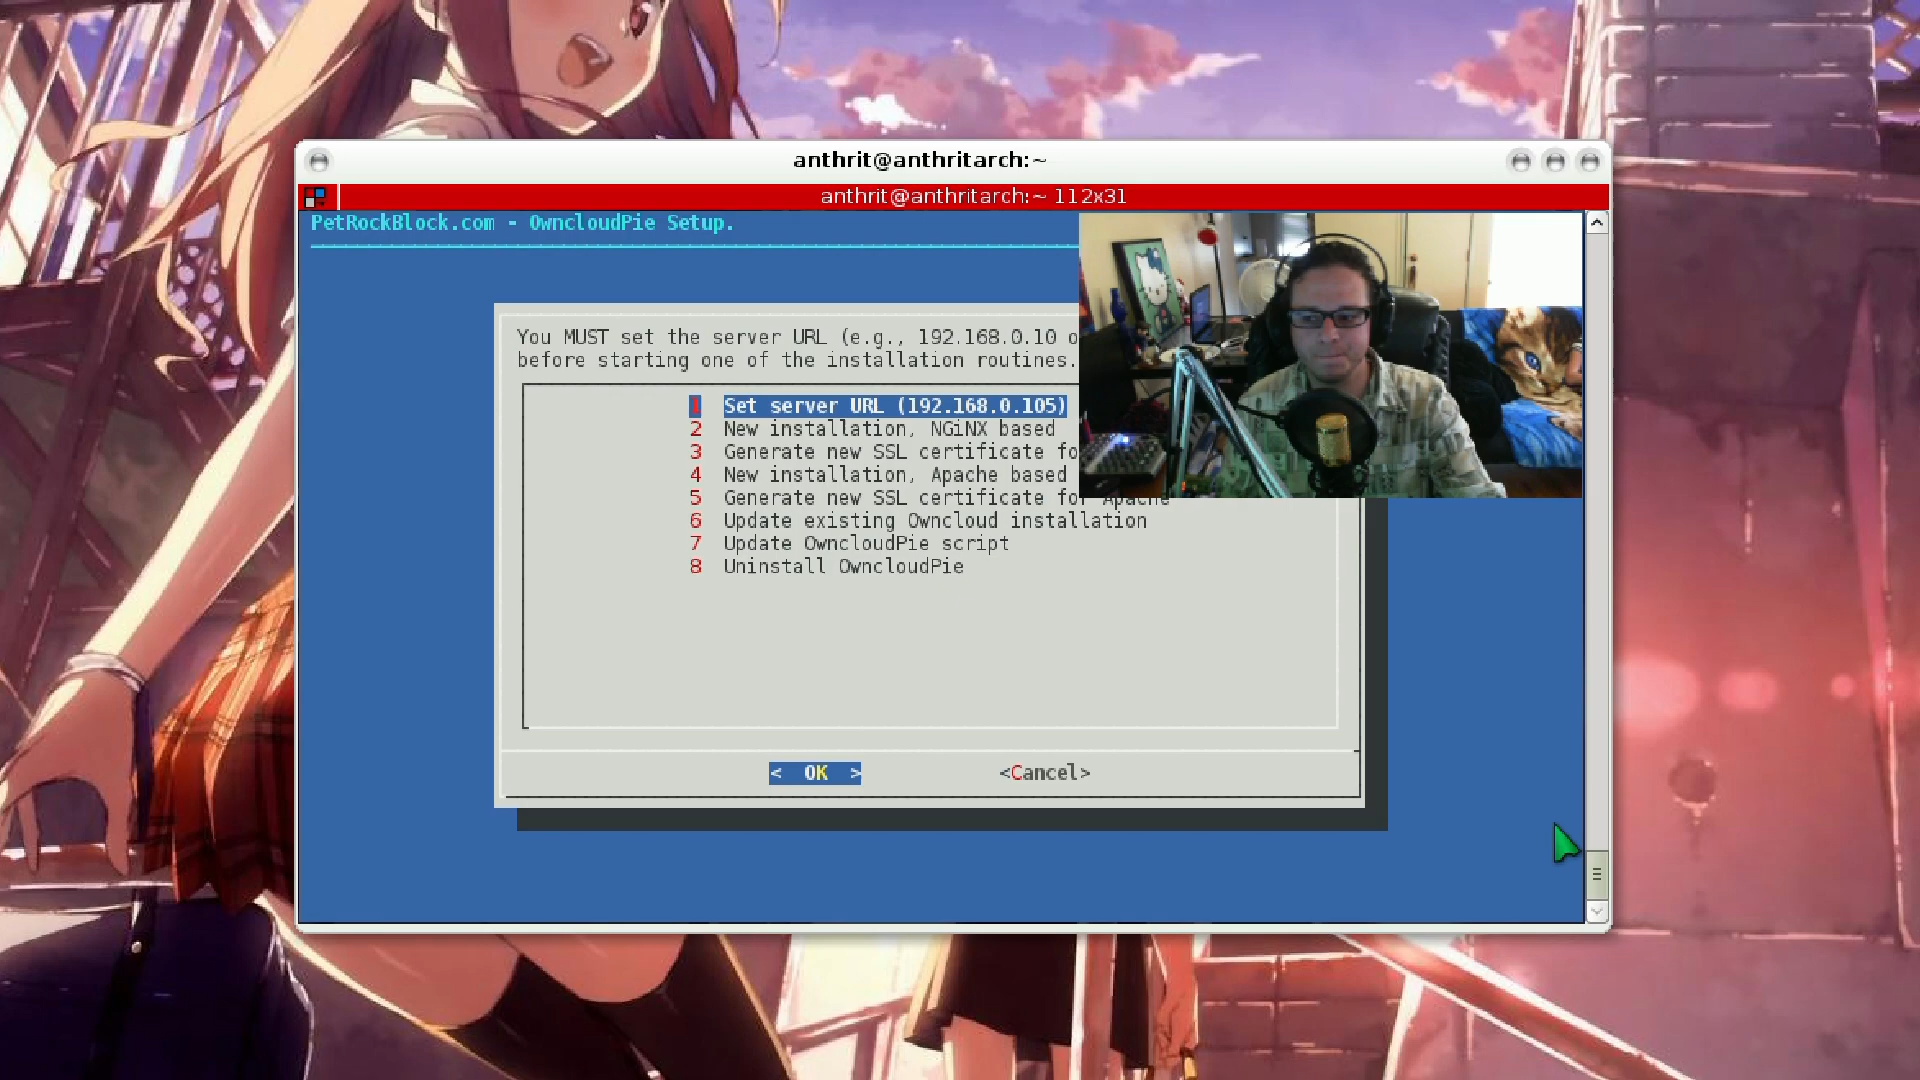 anthrit@anthritarch:~
anthrit@anthritarch:~ 112x31
PetRockBlock.com - OwncloudPie Setup.
You MUST set the server URL (e.g., 192.168.0.10 o
before starting one of the installation routines.
1 Set server URL (192.168.0.105)
2 New installation, NGiNX based
3 Generate new SSL certificate fo
4 New installation, Apache based
5 Generate new SSL certificate for Apache
6 Update existing Owncloud installation
7 Update OwncloudPie script
8 Uninstall OwncloudPie
< OK > <Cancel>